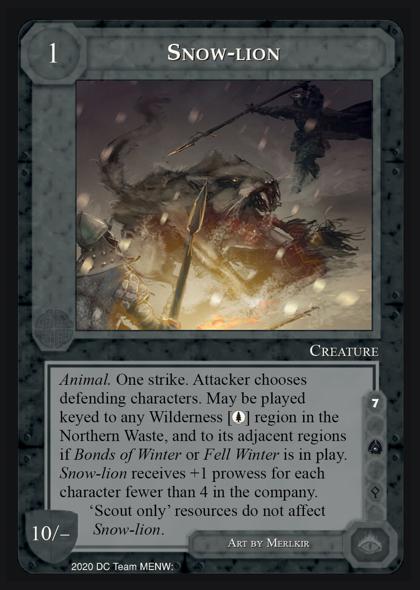 1
Snow-lion
Creature
Animal. One strike. Attacker chooses
defending characters. May be played
keyed to any Wilderness [] region in the
Northern Waste, and to its adjacent regions
if Bonds of Winter or Fell Winter is in play.
Snow-lion receives +1 prowess for each
character fewer than 4 in the company.
‘Scout only’ resources do not affect
Snow-lion.
7
10/–
Art by Merlkir
2020 DC Team MENW: